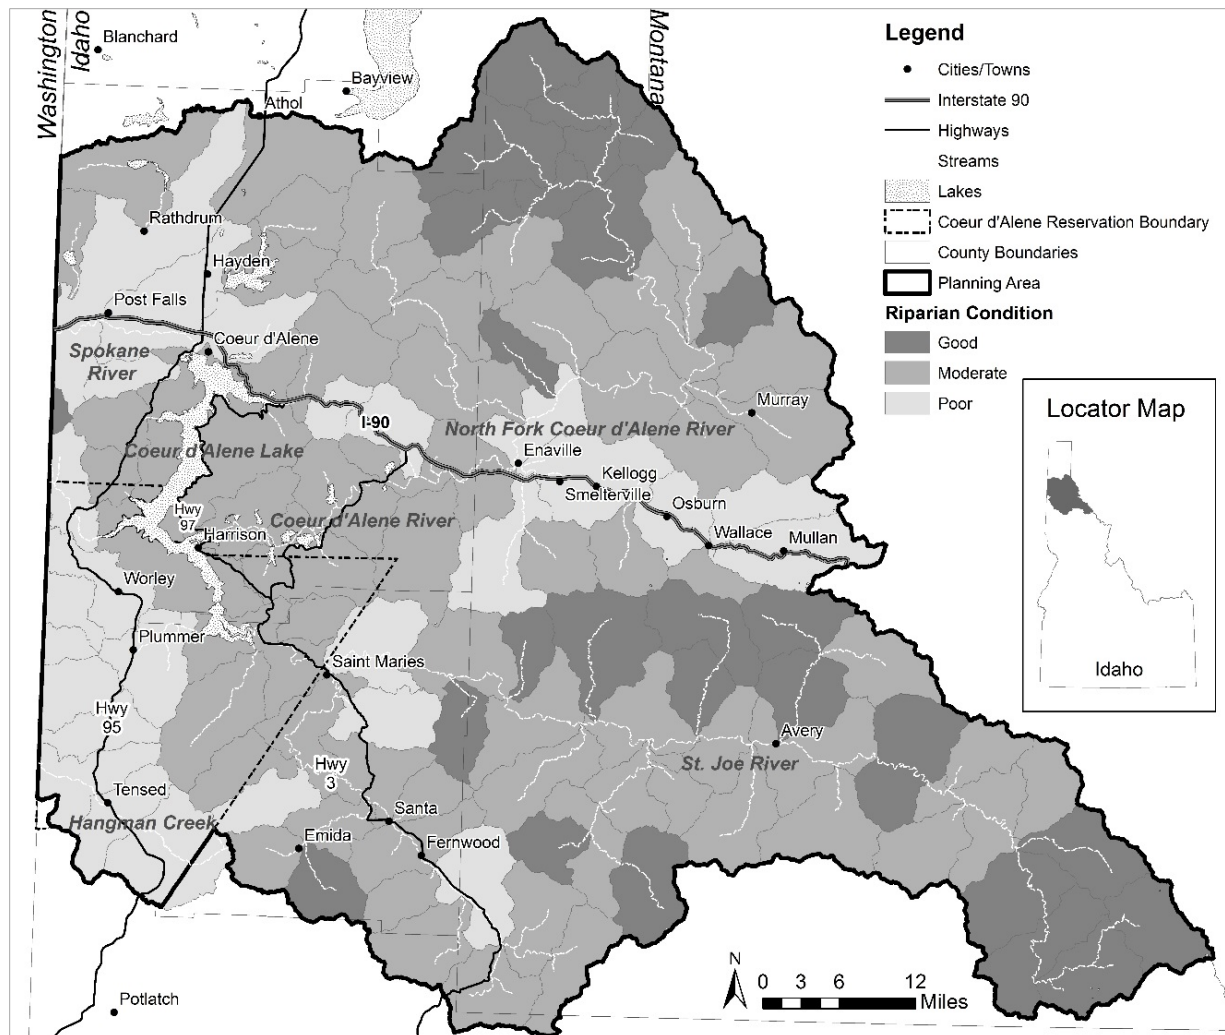 Washington
Idaho
Montana
Blanchard
Bayview
Athol
Rathdrum
Hayden
Post Falls
Coeur d'Alene
Spokane
River
I-90
Murray
North Fork Coeur d'Alene River
Coeur d'Alene Lake
Enaville
Kellogg
Smelterville
Osburn
Hwy
97
Coeur d'Alene River
Harrison
Wallace
Mullan
Worley
Plummer
Saint Maries
Hwy
95
Avery
St. Joe River
Hwy
3
Tensed
Santa
Hangman Creek
Emida
Fernwood
Potlatch
Legend
Cities/Towns
Interstate 90
Highways
Streams
Lakes
Coeur d'Alene Reservation Boundary
County Boundaries
Planning Area
Riparian Condition
Good
Moderate
Poor
Locator Map
Idaho
N
0 3 6 12
Miles